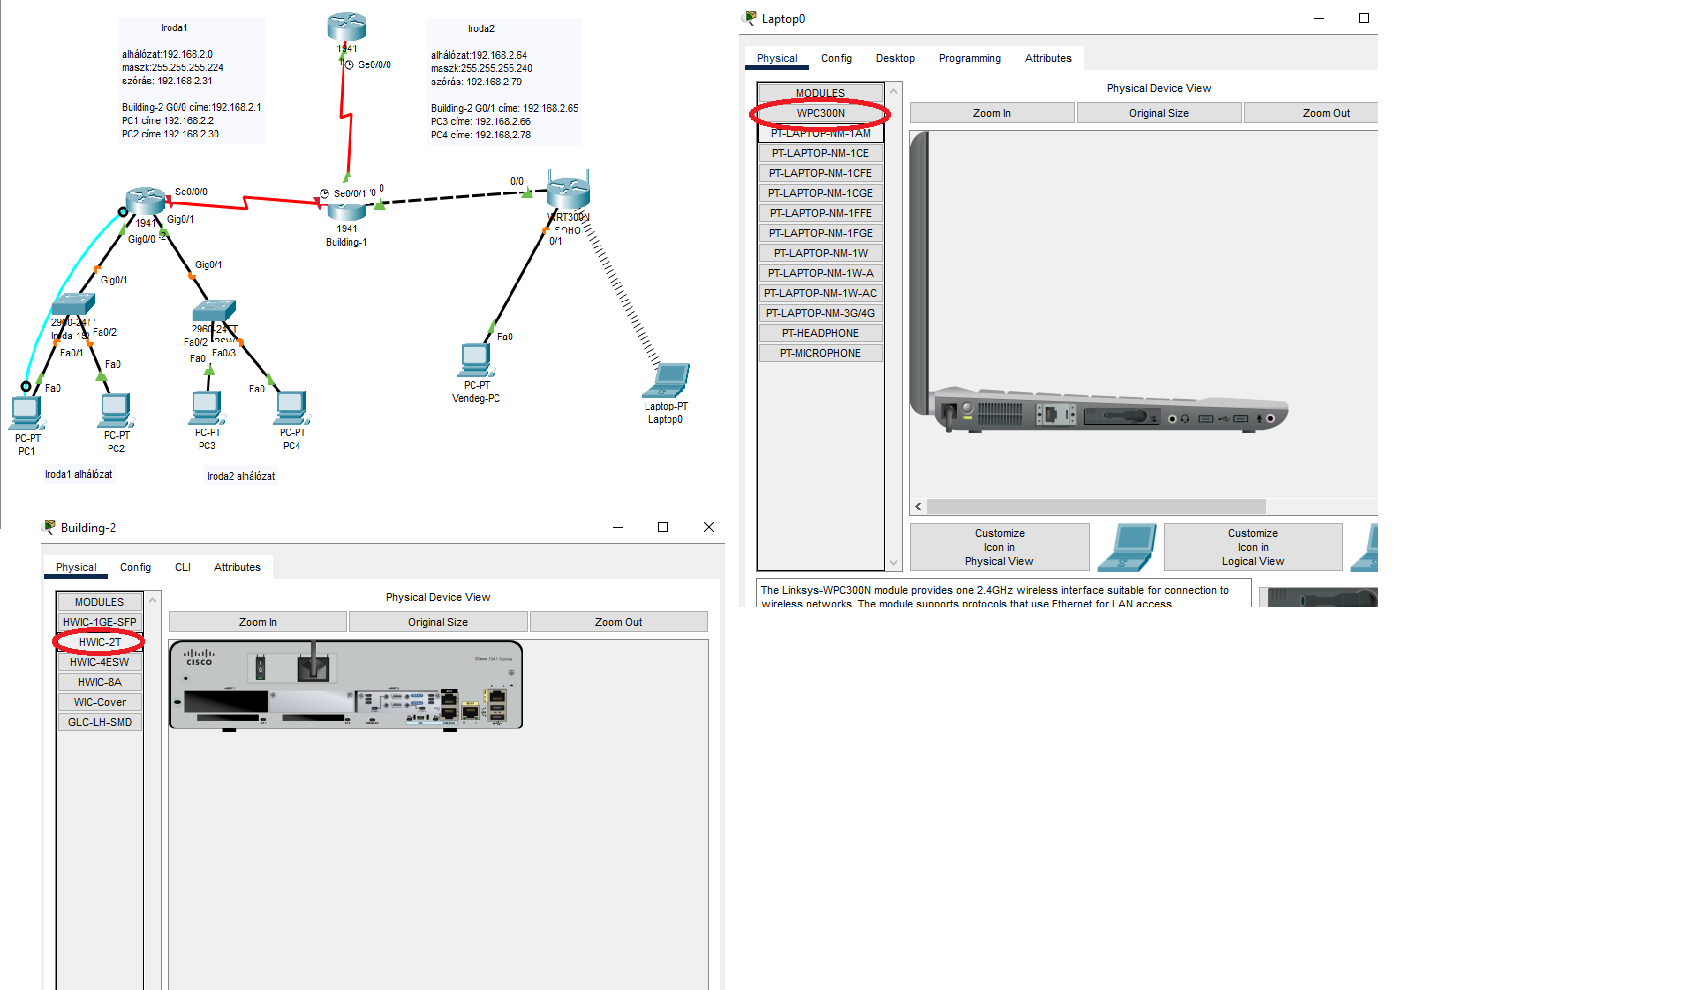 Iroda1
alhálózat:192.168.2.0
maszk:255.255.255.224
szórás: 192.168.2.31
Building-2 G0/0 címe:192.168.2.1
PC1 címe 192.168.2.2
PC2 címe 192.168.2.30
1941
Se0/0/0
Iroda2
alhálózat:192.168.2.64
maszk:255.255.255.240
szórás: 192.168.2.79
Building-2 G0/1 címe: 192.168.2.65
PC3 címe: 192.168.2.66
PC4 címe: 192.168.2.78
Se0/0/0
1941
Gig0/1
Gig0/0
Se0/0/1
1941
Building-1
0/0
WRT300N
0/1
Gig0/1
Gig0/1
Fa0/2
Fa0/1
Fa0
Fa0
Fa0/2
Fa0/3
Fa0
Fa0
Fa0
PC-PT
PC1
PC-PT
PC2
PC-PT
PC3
PC-PT
PC4
PC-PT
Vendeg-PC
Laptop-PT
Laptop0
Iroda1 alhálózat
Iroda2 alhálózat
Laptop0
Physical Config Desktop Programming Attributes
MODULES
WPC300N
PT-LAPTOP-NM-1AM
PT-LAPTOP-NM-1CE
PT-LAPTOP-NM-1CFE
PT-LAPTOP-NM-1CGE
PT-LAPTOP-NM-1FFE
PT-LAPTOP-NM-1FGE
PT-LAPTOP-NM-1W
PT-LAPTOP-NM-1W-A
PT-LAPTOP-NM-1W-AC
PT-LAPTOP-NM-3G/4G
PT-HEADPHONE
PT-MICROPHONE
Physical Device View
Zoom In Original Size Zoom Out
Customize
Icon in
Physical View
Customize
Icon in
Logical View
The Linksys-WPC300N module provides one 2.4GHz wireless interface suitable for connection to
wireless networks. The module supports protocols that use Ethernet for LAN access.
Building-2
Physical Config CLI Attributes
MODULES
HWIC-1GE-SFP
HWIC-2T
HWIC-4ESW
HWIC-8A
WIC-Cover
GLC-LH-SMD
Physical Device View
Zoom In Original Size Zoom Out
CISCO
Cisco 1941 Series